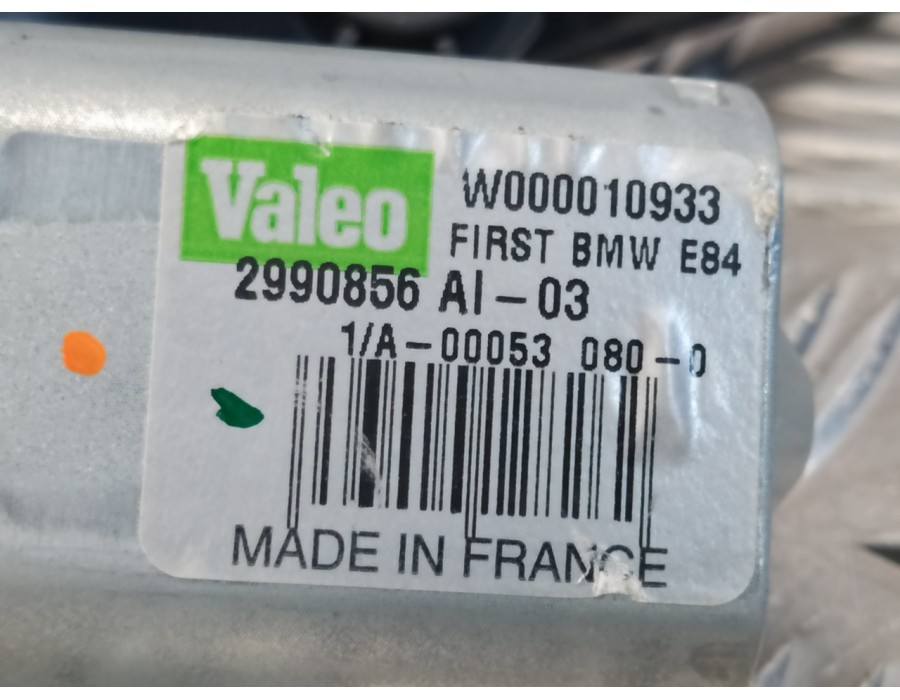 Valeo
W000010933
FIRST BMW E84
2990856 AI-03
1/A-00053 080-0
MADE IN FRANCE